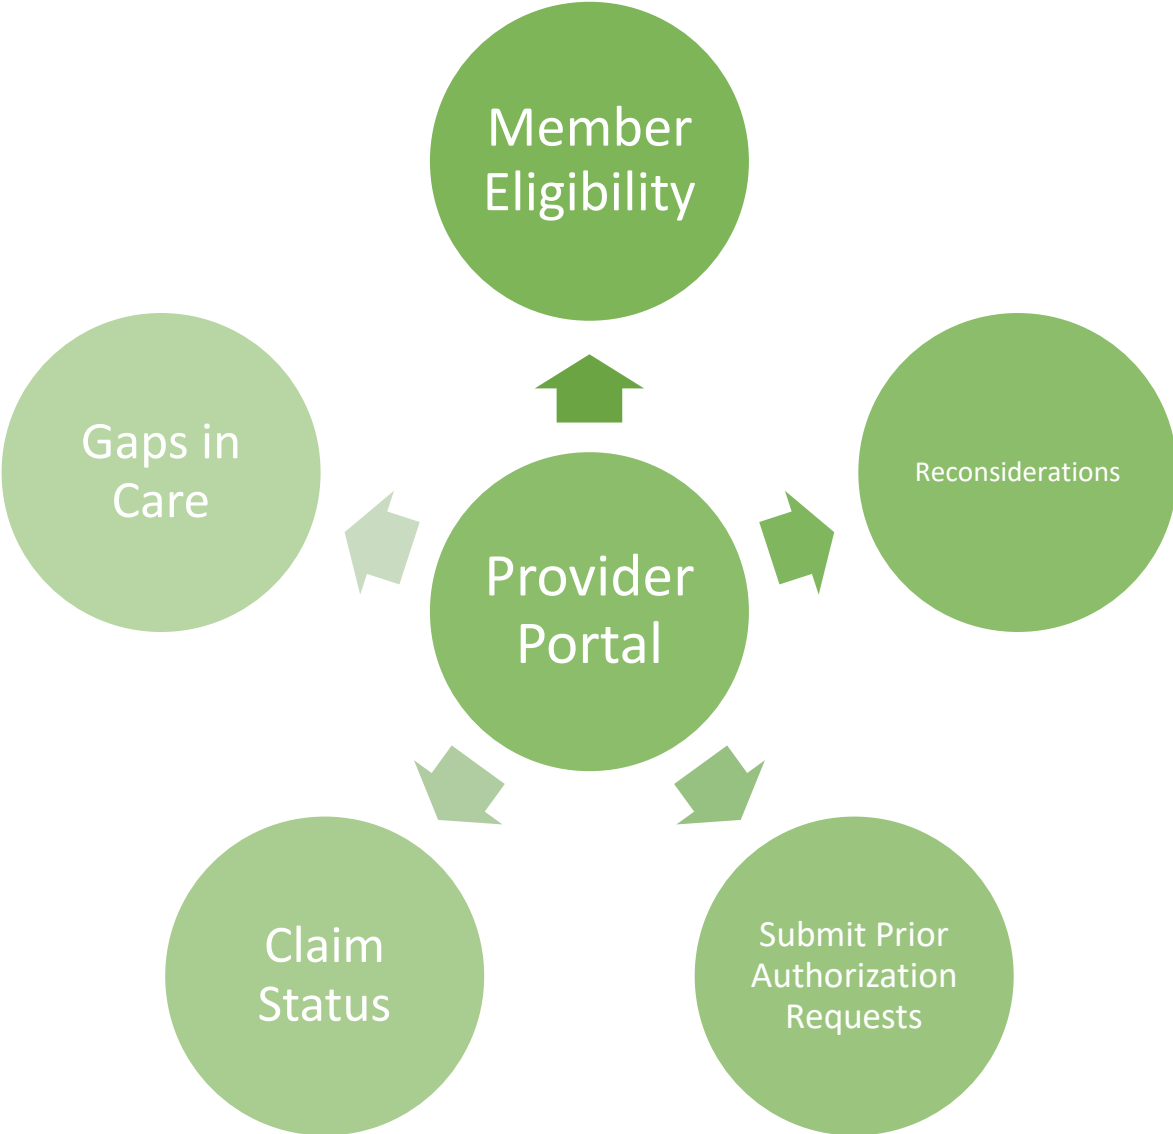 Member
Eligibility
Reconsiderations
Submit Prior
Authorization
Requests
Claim
Status
Gaps in
Care
Provider
Portal